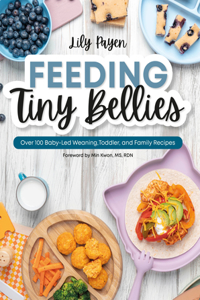 Lily Payen
FEEDING
Tiny Bellies
Over 100 Baby-Led Weaning, Toddler, and Family Recipes
Foreword by Min Kwon, MS, RDN